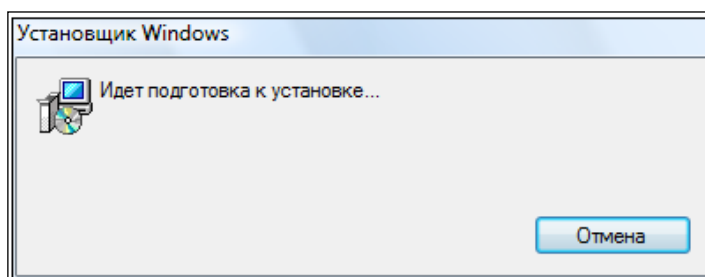 Установщик Windows
Идет подготовка к установке...
Отмена